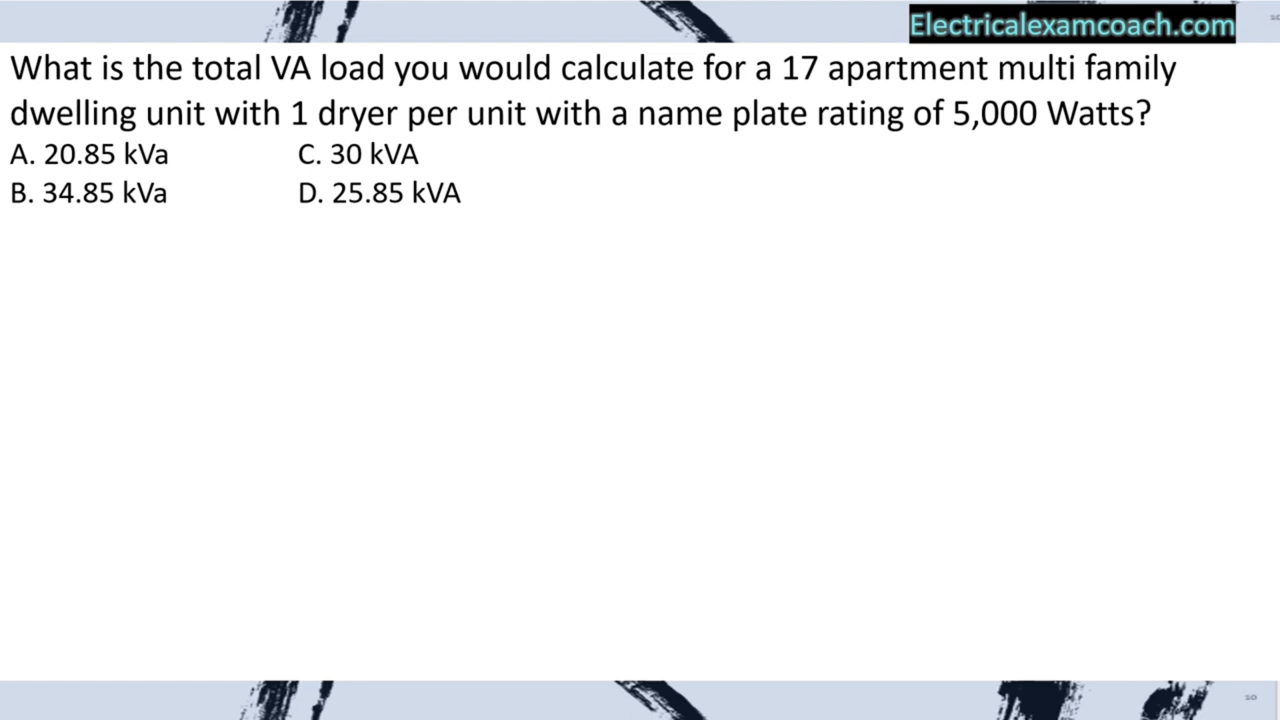 Electricalexamcoach.com
What is the total VA load you would calculate for a 17 apartment multi family
dwelling unit with 1 dryer per unit with a name plate rating of 5,000 Watts?
A. 20.85 kVa C. 30 kVA
B. 34.85 kVa D. 25.85 kVA